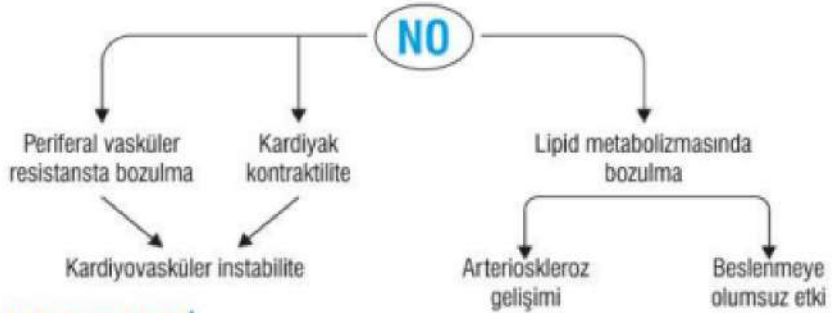 NO
Periferal vasküler
resistansta bozulma
Kardiyak
kontraktilite
Lipid metabolizmasında
bozulma
Kardiyovasküler instabilite
Arterioskleroz
gelişimi
Beslenmeye
olumsuz etki